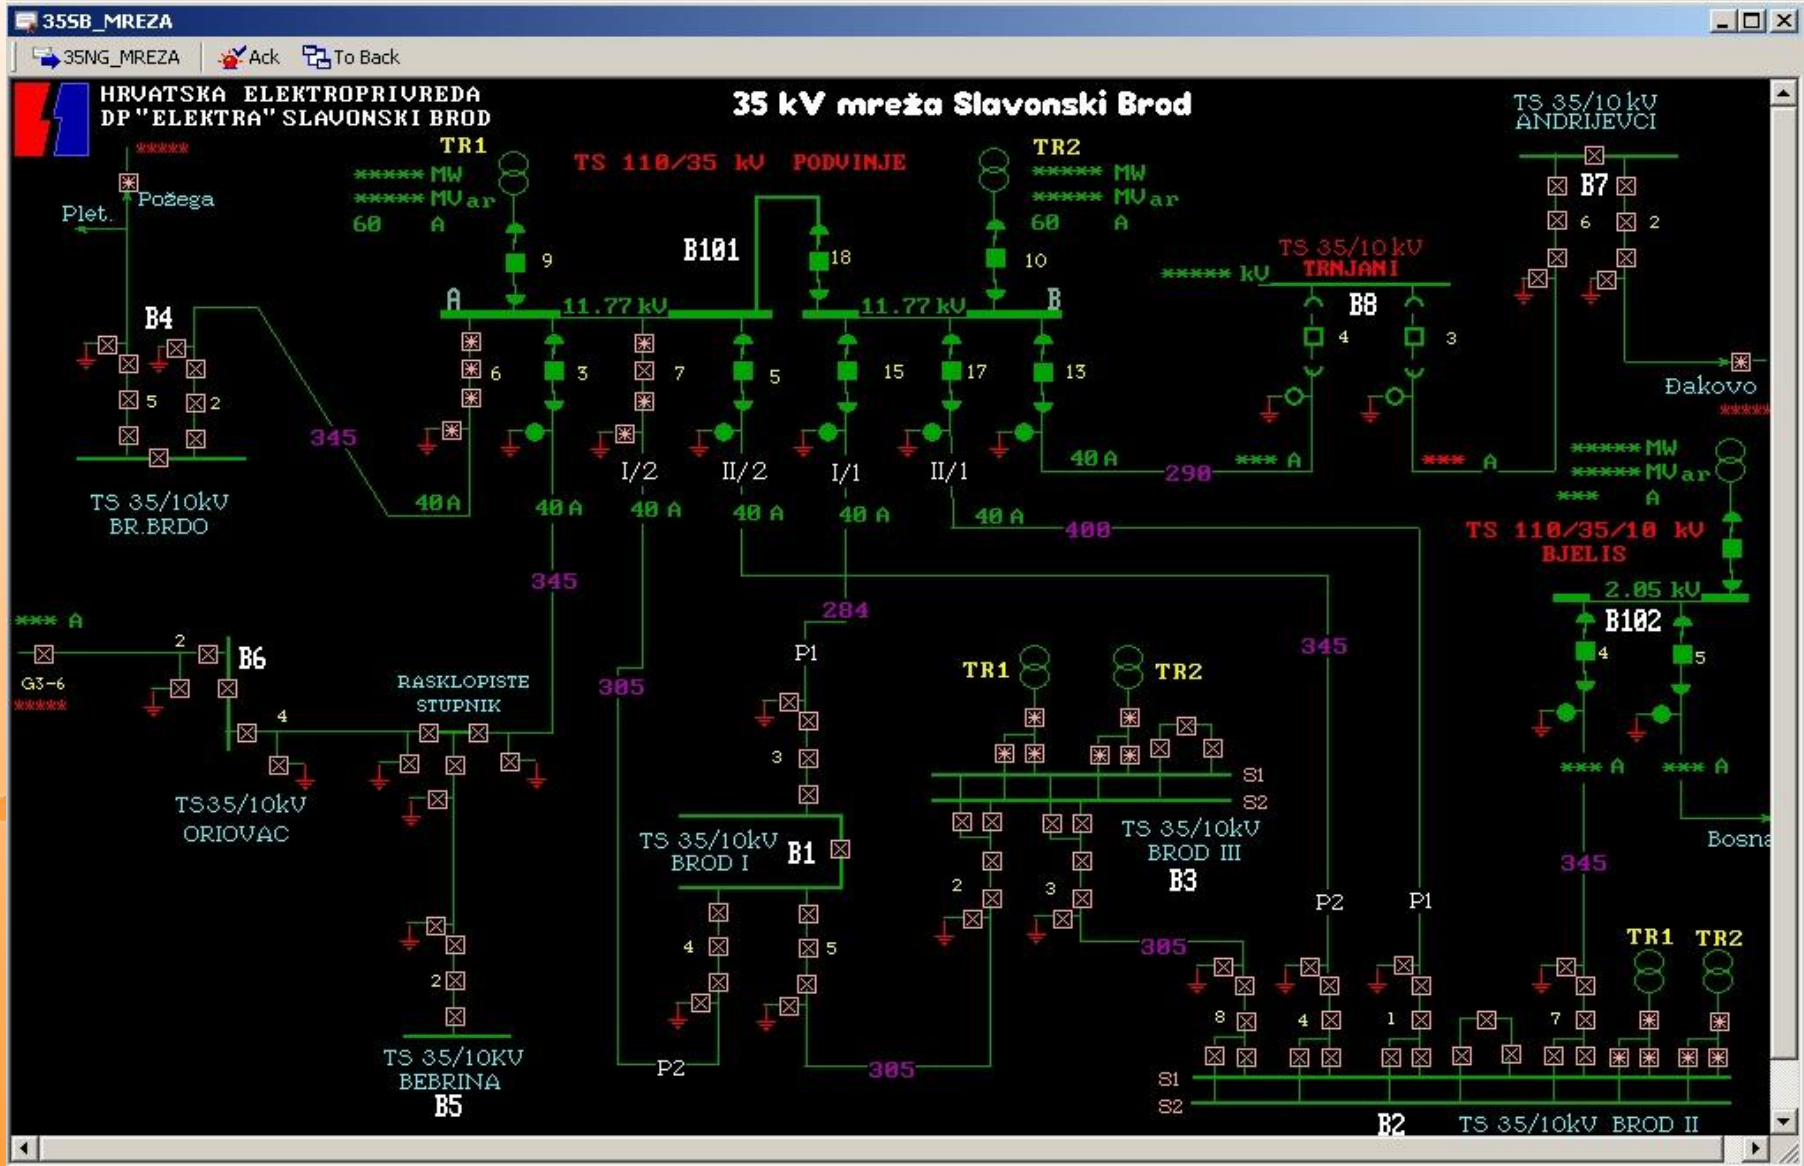 35SB_MREZA
35NG_MREZA Ack To Back
HRVATSKA ELEKTROPRIVREDA
DP "ELEKTRA" SLAVONSKI BROD
35 kV mreža Slavonski Brod
TS 35/10 kV
ANDRIJEVCI
*****
TR1
***** MW
***** MVar
60 A
TS 110/35 kV PODVINJE
TR2
***** MW
***** MVar
60 A
B7
6
2
Požega
Plet.
B101
9
18
10
TS 35/10 kV
TRNJANI
***** kV
B8
4
3
A
11.77 kV
11.77 kV
B
B4
5
2
6
3
7
5
15
17
13
Đakovo
*****
345
I/2
II/2
I/1
II/1
40 A
290
*** A
*** A
***** MW
***** MVar
*** A
TS 35/10kV
BR.BRDO
40 A
40 A
40 A
40 A
40 A
40 A
400
TS 110/35/10 kV
BJELIS
345
284
2.05 kV
B102
4
5
*** A
2
B6
G3-6
*****
4
RASKLOPISTE
STUPNIK
305
P1
TR1
TR2
345
3
S1
S2
*** A
*** A
TS35/10kV
ORIOVAC
TS 35/10kV
BROD I
B1
TS 35/10kV
BROD III
B3
2
3
345
Bosna
P2
P1
4
5
305
TR1
TR2
2
8
4
1
7
TS 35/10KV
BEBRINA
B5
P2
305
S1
S2
B2
TS 35/10kV BROD II